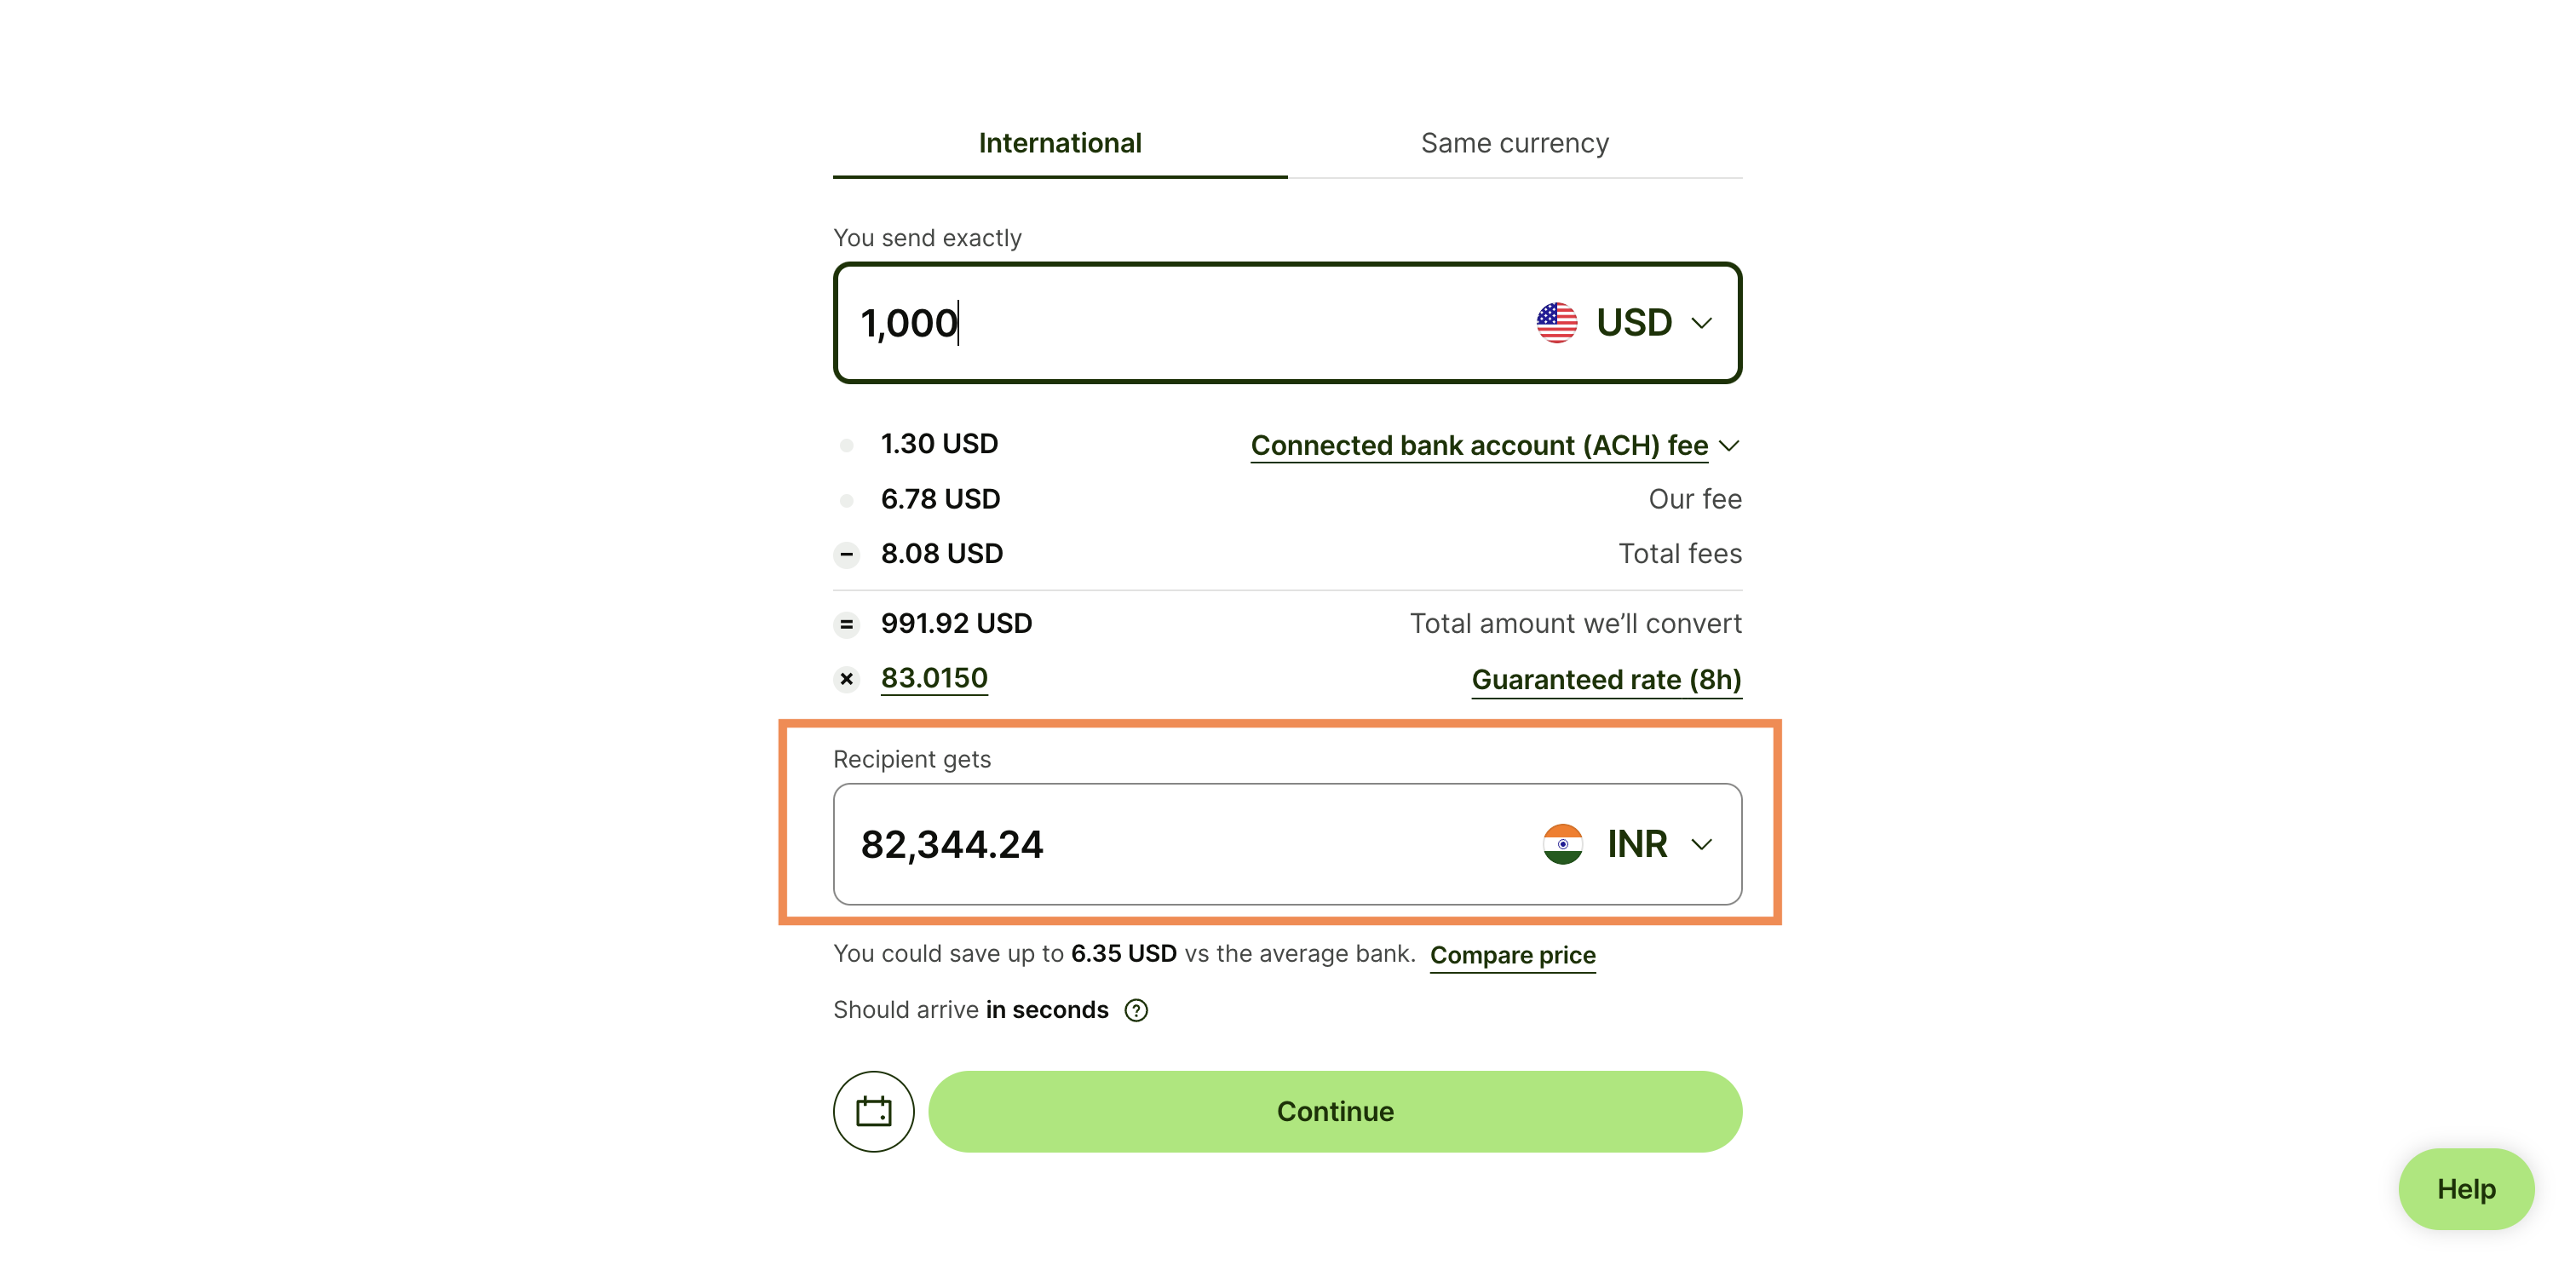 International Same currency
You send exactly
1,000 USD
1.30 USD Connected bank account (ACH) fee
6.78 USD Our fee
− 8.08 USD Total fees
= 991.92 USD Total amount we’ll convert
× 83.0150 Guaranteed rate (8h)
Recipient gets
82,344.24 INR
You could save up to 6.35 USD vs the average bank. Compare price
Should arrive in seconds ?
Continue
Help